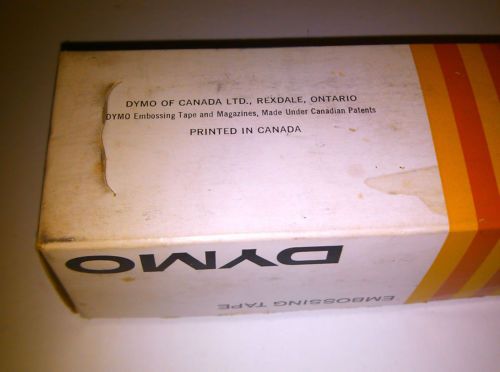 DYMO OF CANADA LTD., REXDALE, ONTARIO
DYMO Embossing Tape and Magazines, Made Under Canadian Patents
PRINTED IN CANADA
DYMO
EMBOSSING TAPE